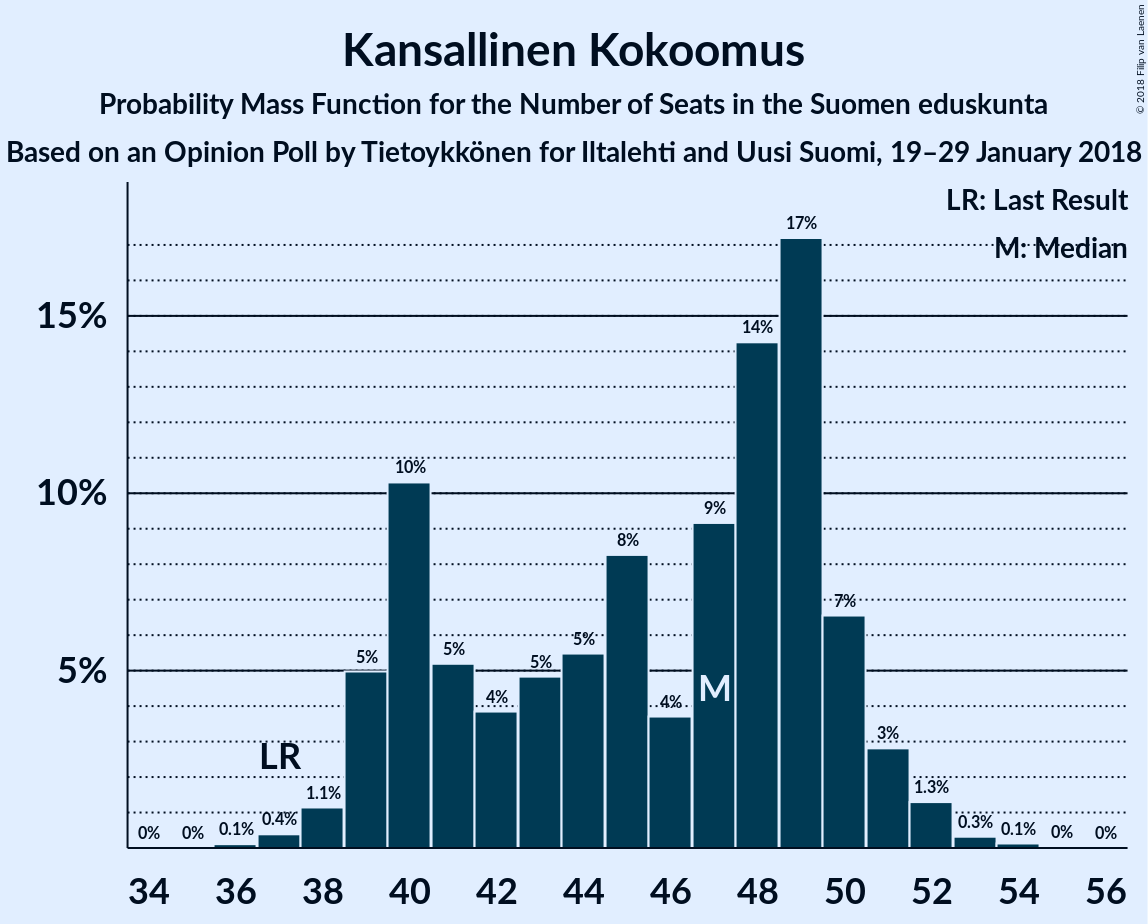 Kansallinen Kokoomus
Probability Mass Function for the Number of Seats in the Suomen eduskunta
Based on an Opinion Poll by Tietoykkönen for Iltalehti and Uusi Suomi, 19–29 January 2018
© 2018 Filip van Laenen
LR: Last Result
M: Median
15%
10%
5%
0% 0% 0.1% 0.4% 1.1% 5% 10% 5% 4% 5% 5% 8% 4% 9% 14% 17% 7% 3% 1.3% 0.3% 0.1% 0% 0%
LR
M
34 36 38 40 42 44 46 48 50 52 54 56